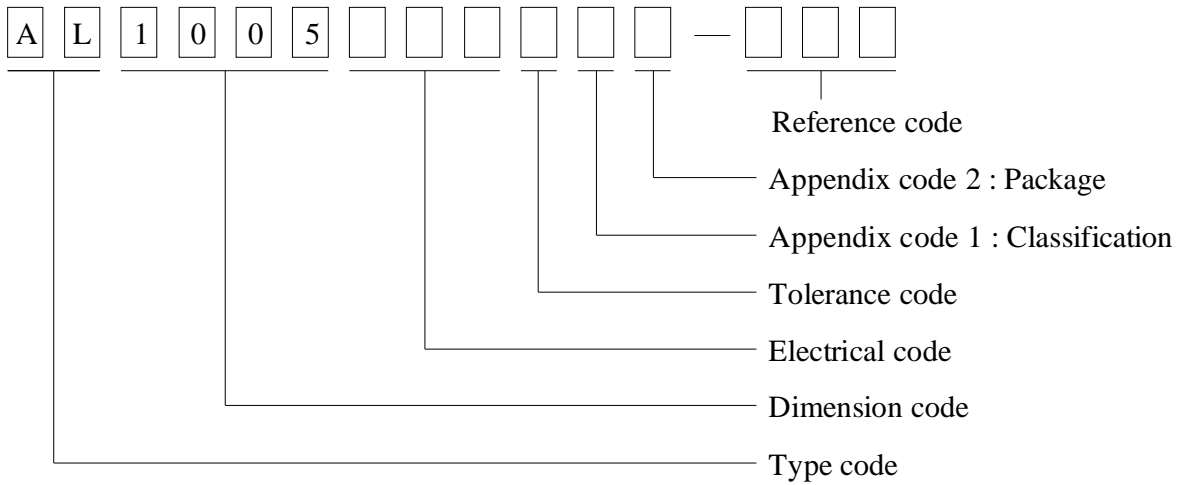 A L 1 0 0 5 —
Reference code
Appendix code 2 : Package
Appendix code 1 : Classification
Tolerance code
Electrical code
Dimension code
Type code